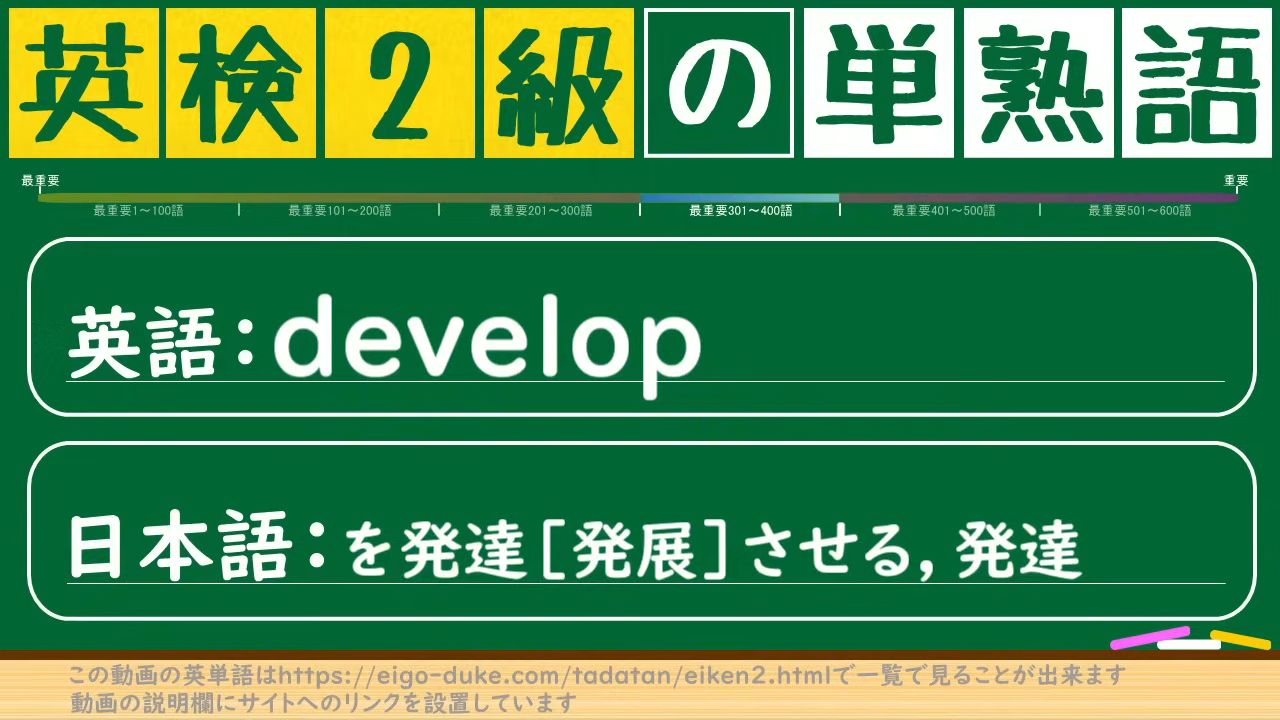 英検2級の単熟語
最重要 重要
最重要1～100語 最重要101～200語 最重要201～300語 最重要301～400語 最重要401～500語 最重要501～600語
英語：develop
日本語：を発達[発展]させる, 発達
この動画の英単語はhttps://eigo-duke.com/tadatan/eiken2.htmlで一覧で見ることが出来ます
動画の説明欄にサイトへのリンクを設置しています